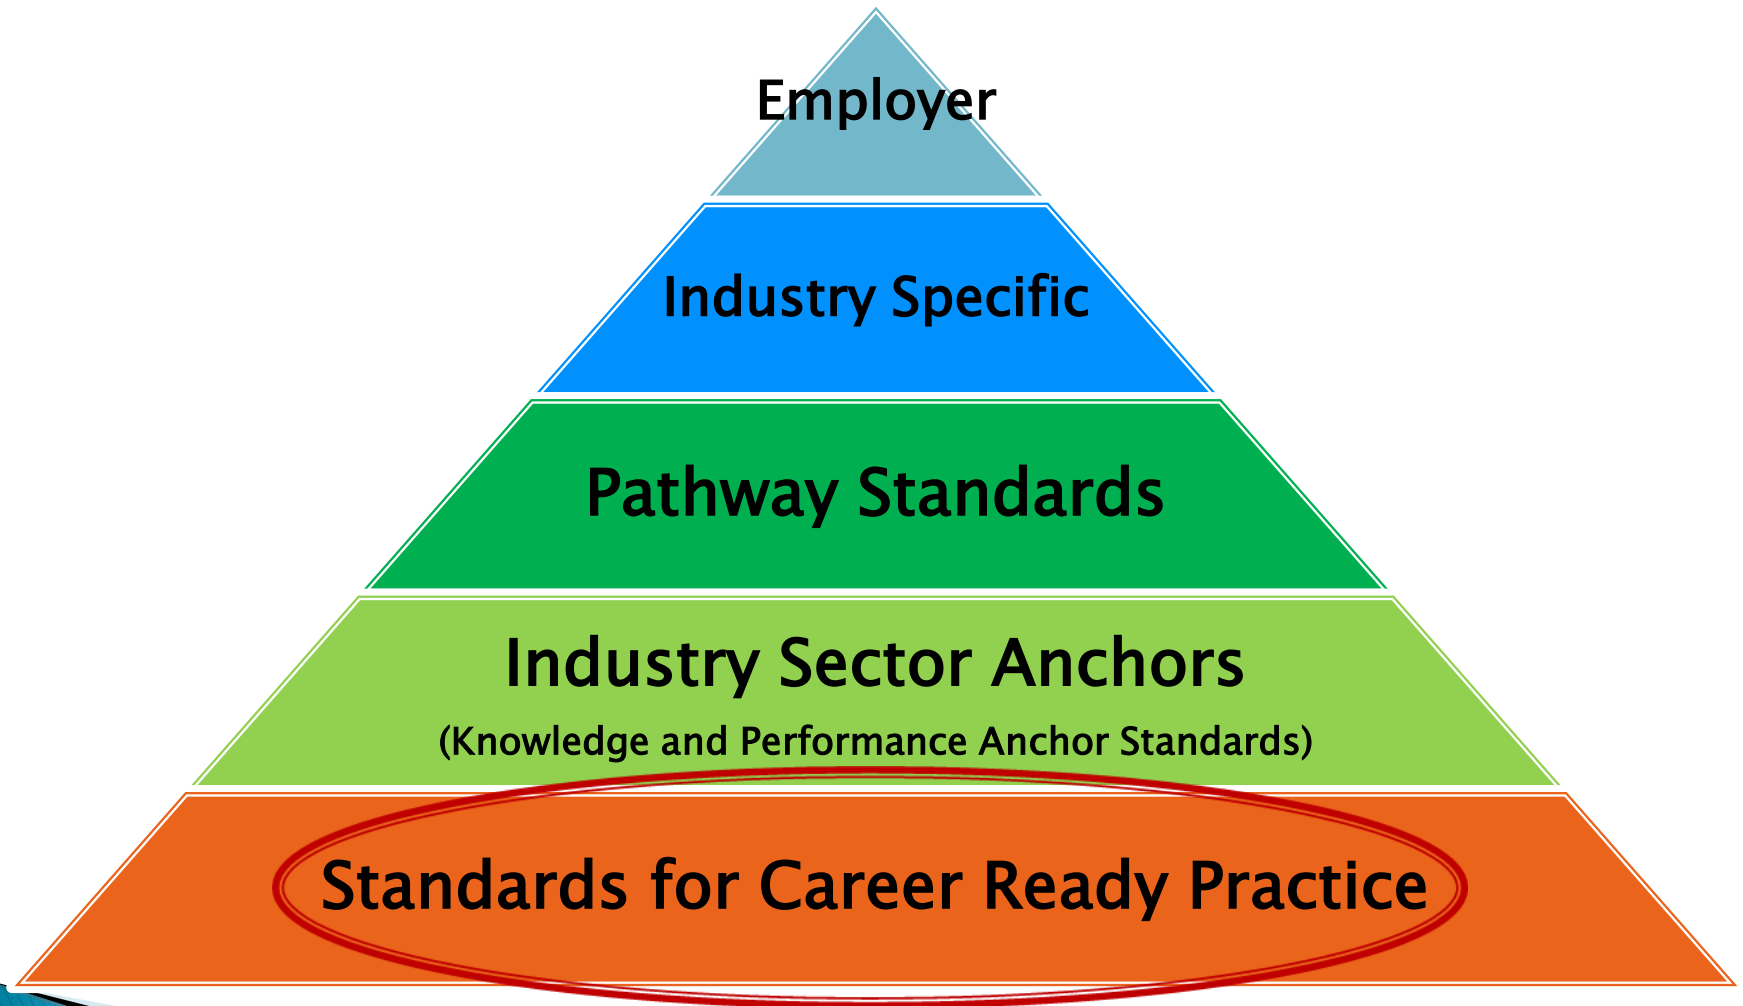 Employer
Industry Specific
Pathway Standards
Industry Sector Anchors
(Knowledge and Performance Anchor Standards)
Standards for Career Ready Practice